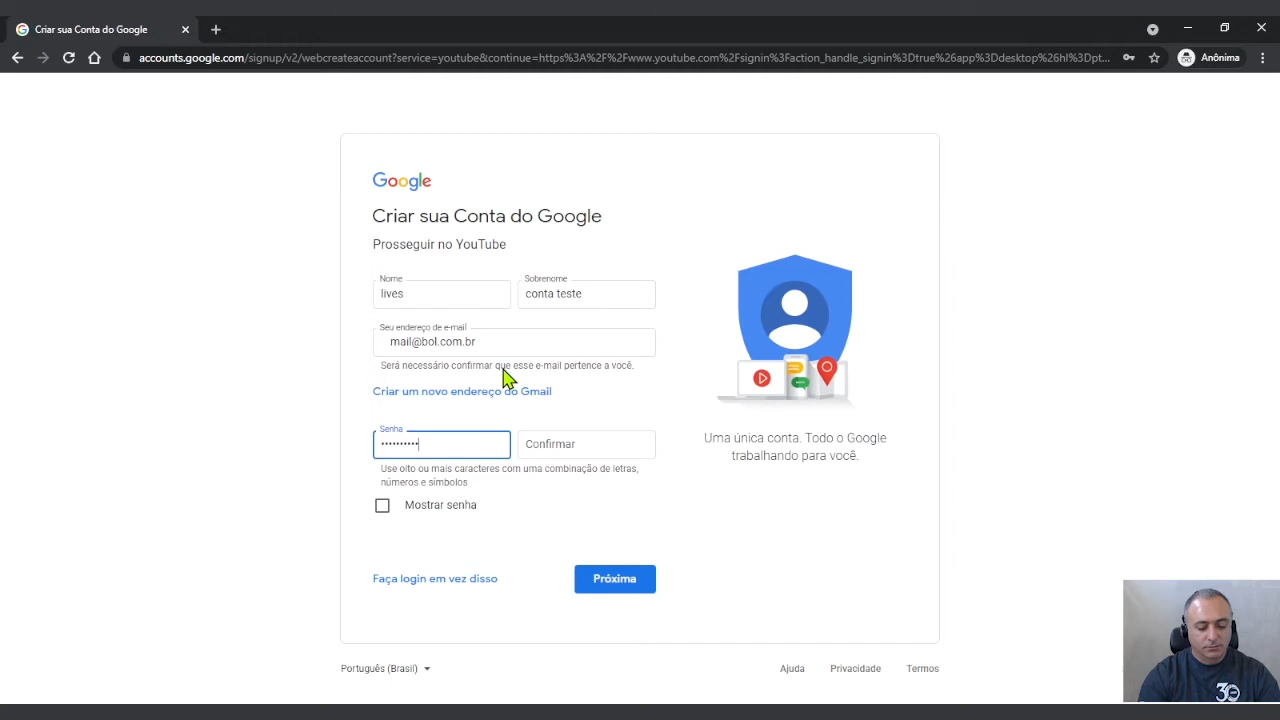 Criar sua Conta do Google
accounts.google.com/signup/v2/webcreateaccount?service=youtube&continue=https%3A%2F%2Fwww.youtube.com%2Fsignin%3Faction_handle_signin%3Dtrue%26app%3Ddesktop%26hl%3Dpt...
Anônima
Google
Criar sua Conta do Google
Prosseguir no YouTube
Nome
Sobrenome
lives
conta teste
Seu endereço de e-mail
mail@bol.com.br
Será necessário confirmar que esse e-mail pertence a você.
Criar um novo endereço do Gmail
Senha
••••••••••
Confirmar
Use oito ou mais caracteres com uma combinação de letras,
números e símbolos
Mostrar senha
Uma única conta. Todo o Google
trabalhando para você.
Faça login em vez disso
Próxima
Português (Brasil)
Ajuda
Privacidade
Termos